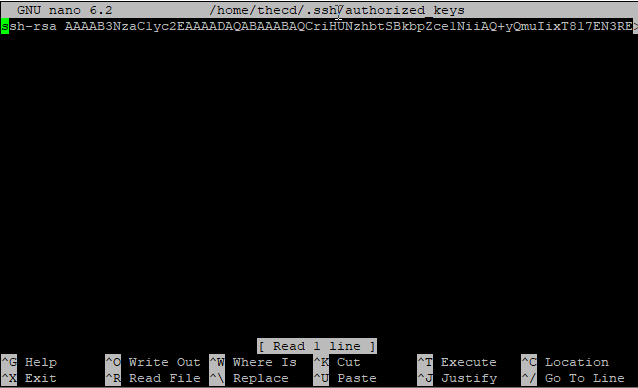 GNU nano 6.2 /home/thecd/.ssh/authorized_keys
ssh-rsa AAAAB3NzaC1yc2EAAAADAQABAAABAQCriHUNzhbtSBkbpZce1NiiAQ+yQmuIixT817EN3RE>
[ Read 1 line ]
^G Help ^O Write Out ^W Where Is ^K Cut ^T Execute ^C Location
^X Exit ^R Read File ^\ Replace ^U Paste ^J Justify ^/ Go To Line